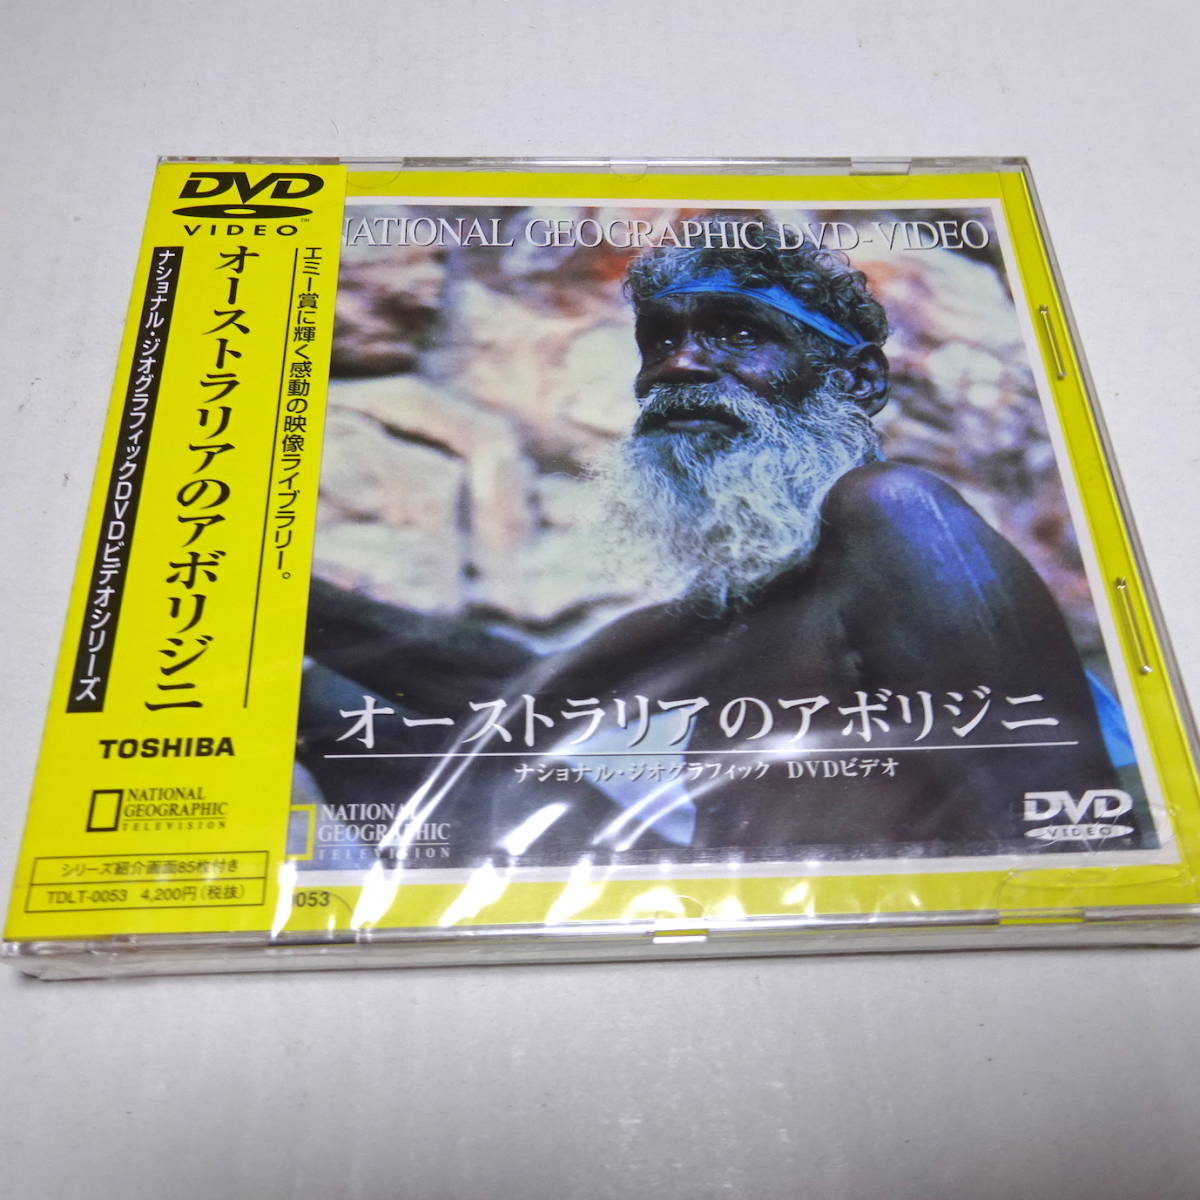 DVD
VIDEO™
エミー賞に輝く感動の映像ライブラリー。
オーストラリアのアボリジニ
ナショナル・ジオグラフィックDVDビデオシリーズ
TOSHIBA
NATIONAL
GEOGRAPHIC
TELEVISION
シリーズ紹介画面85枚付き
TDLT-0053 4,200円(税抜)
NATIONAL GEOGRAPHIC DVD-VIDEO
オーストラリアのアボリジニ
ナショナル・ジオグラフィック DVDビデオ
NATIONAL
GEOGRAPHIC
TELEVISION
DVD
VIDEO
0053